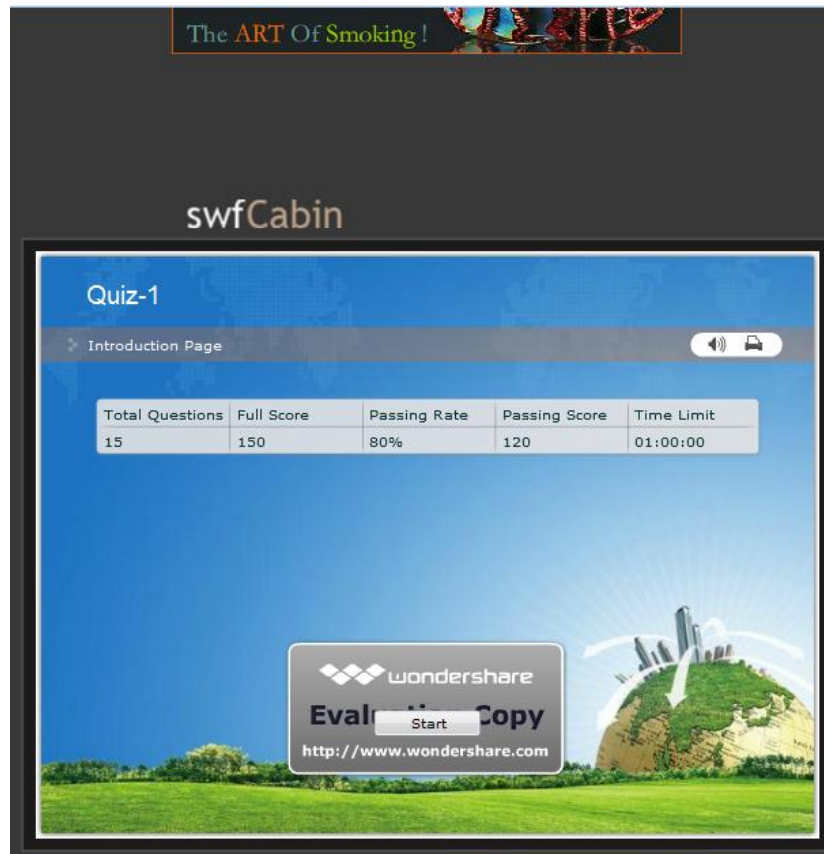 The ART Of Smoking !
swfCabin
Quiz-1
Introduction Page
Total Questions Full Score Passing Rate Passing Score Time Limit
15 150 80% 120 01:00:00
wondershare
Copy
Start
http://www.wondershare.com